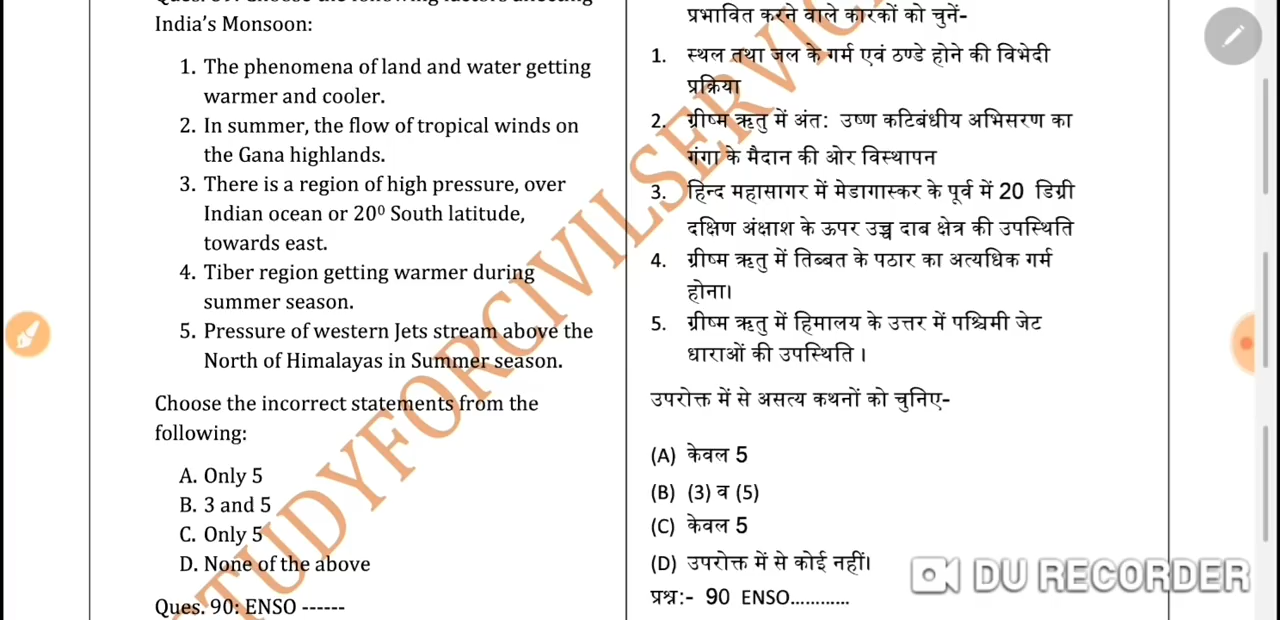 India's Monsoon:
1. The phenomena of land and water getting
warmer and cooler.
2. In summer, the flow of tropical winds on
the Gana highlands.
3. There is a region of high pressure, over
Indian ocean or 20⁰ South latitude,
towards east.
4. Tiber region getting warmer during
summer season.
5. Pressure of western Jets stream above the
North of Himalayas in Summer season.
Choose the incorrect statements from the
following:
A. Only 5
B. 3 and 5
C. Only 5
D. None of the above
Ques. 90: ENSO ------
प्रभावित करने वाले कारकों को चुनें-
1. स्थल तथा जल के गर्म एवं ठण्डे होने की विभेदी
प्रक्रिया
2. ग्रीष्म ऋतु में अंत: उष्ण कटिबंधीय अभिसरण का
गंगा के मैदान की ओर विस्थापन
3. हिन्द महासागर में मेडागास्कर के पूर्व में 20 डिग्री
दक्षिण अंक्षाश के ऊपर उच्च दाब क्षेत्र की उपस्थिति
4. ग्रीष्म ऋतु में तिब्बत के पठार का अत्यधिक गर्म
होना।
5. ग्रीष्म ऋतु में हिमालय के उत्तर में पश्चिमी जेट
धाराओं की उपस्थिति ।
उपरोक्त में से असत्य कथनों को चुनिए-
(A) केवल 5
(B) (3) व (5)
(C) केवल 5
(D) उपरोक्त में से कोई नहीं।
प्रश्न:- 90 ENSO............
STUDYFORCIVILSERVIC
DU RECORDER